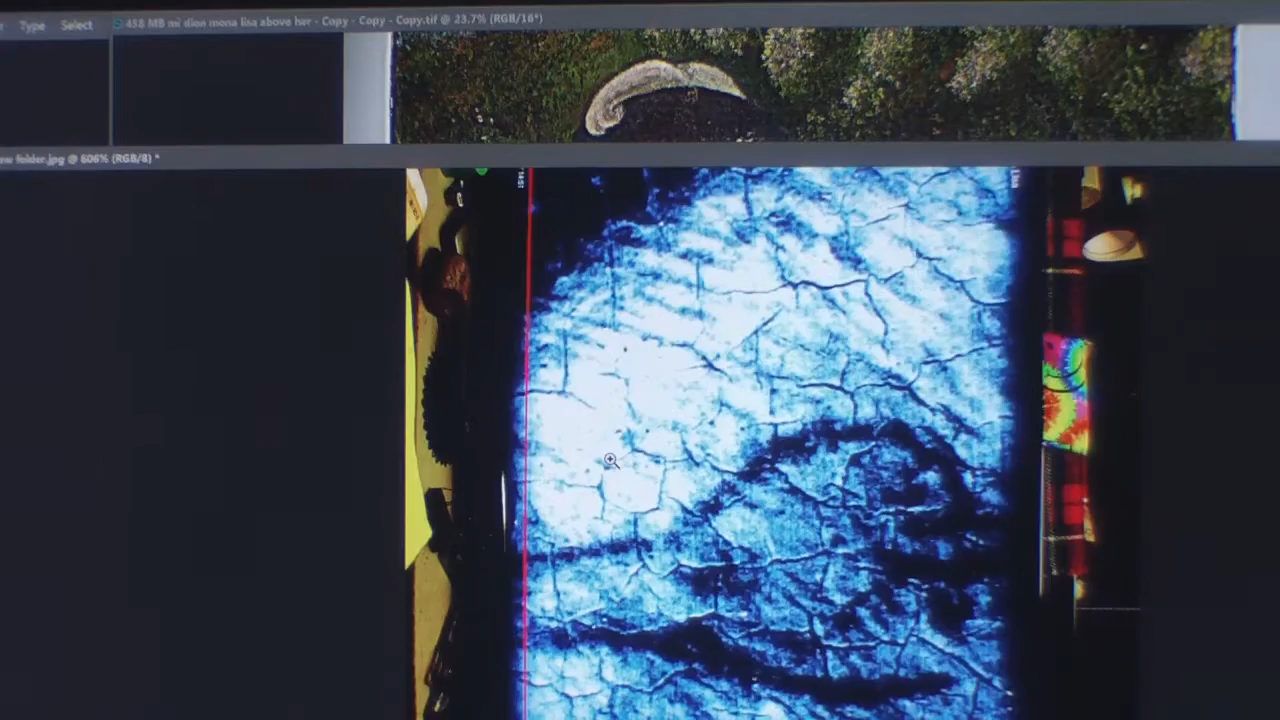 Type Select 438 MB mi dion mona lisa above her - Copy - Copy - Copy.tif @ 23.7% (RGB/16*)
folder.jpg @ 606% (RGB/8) *